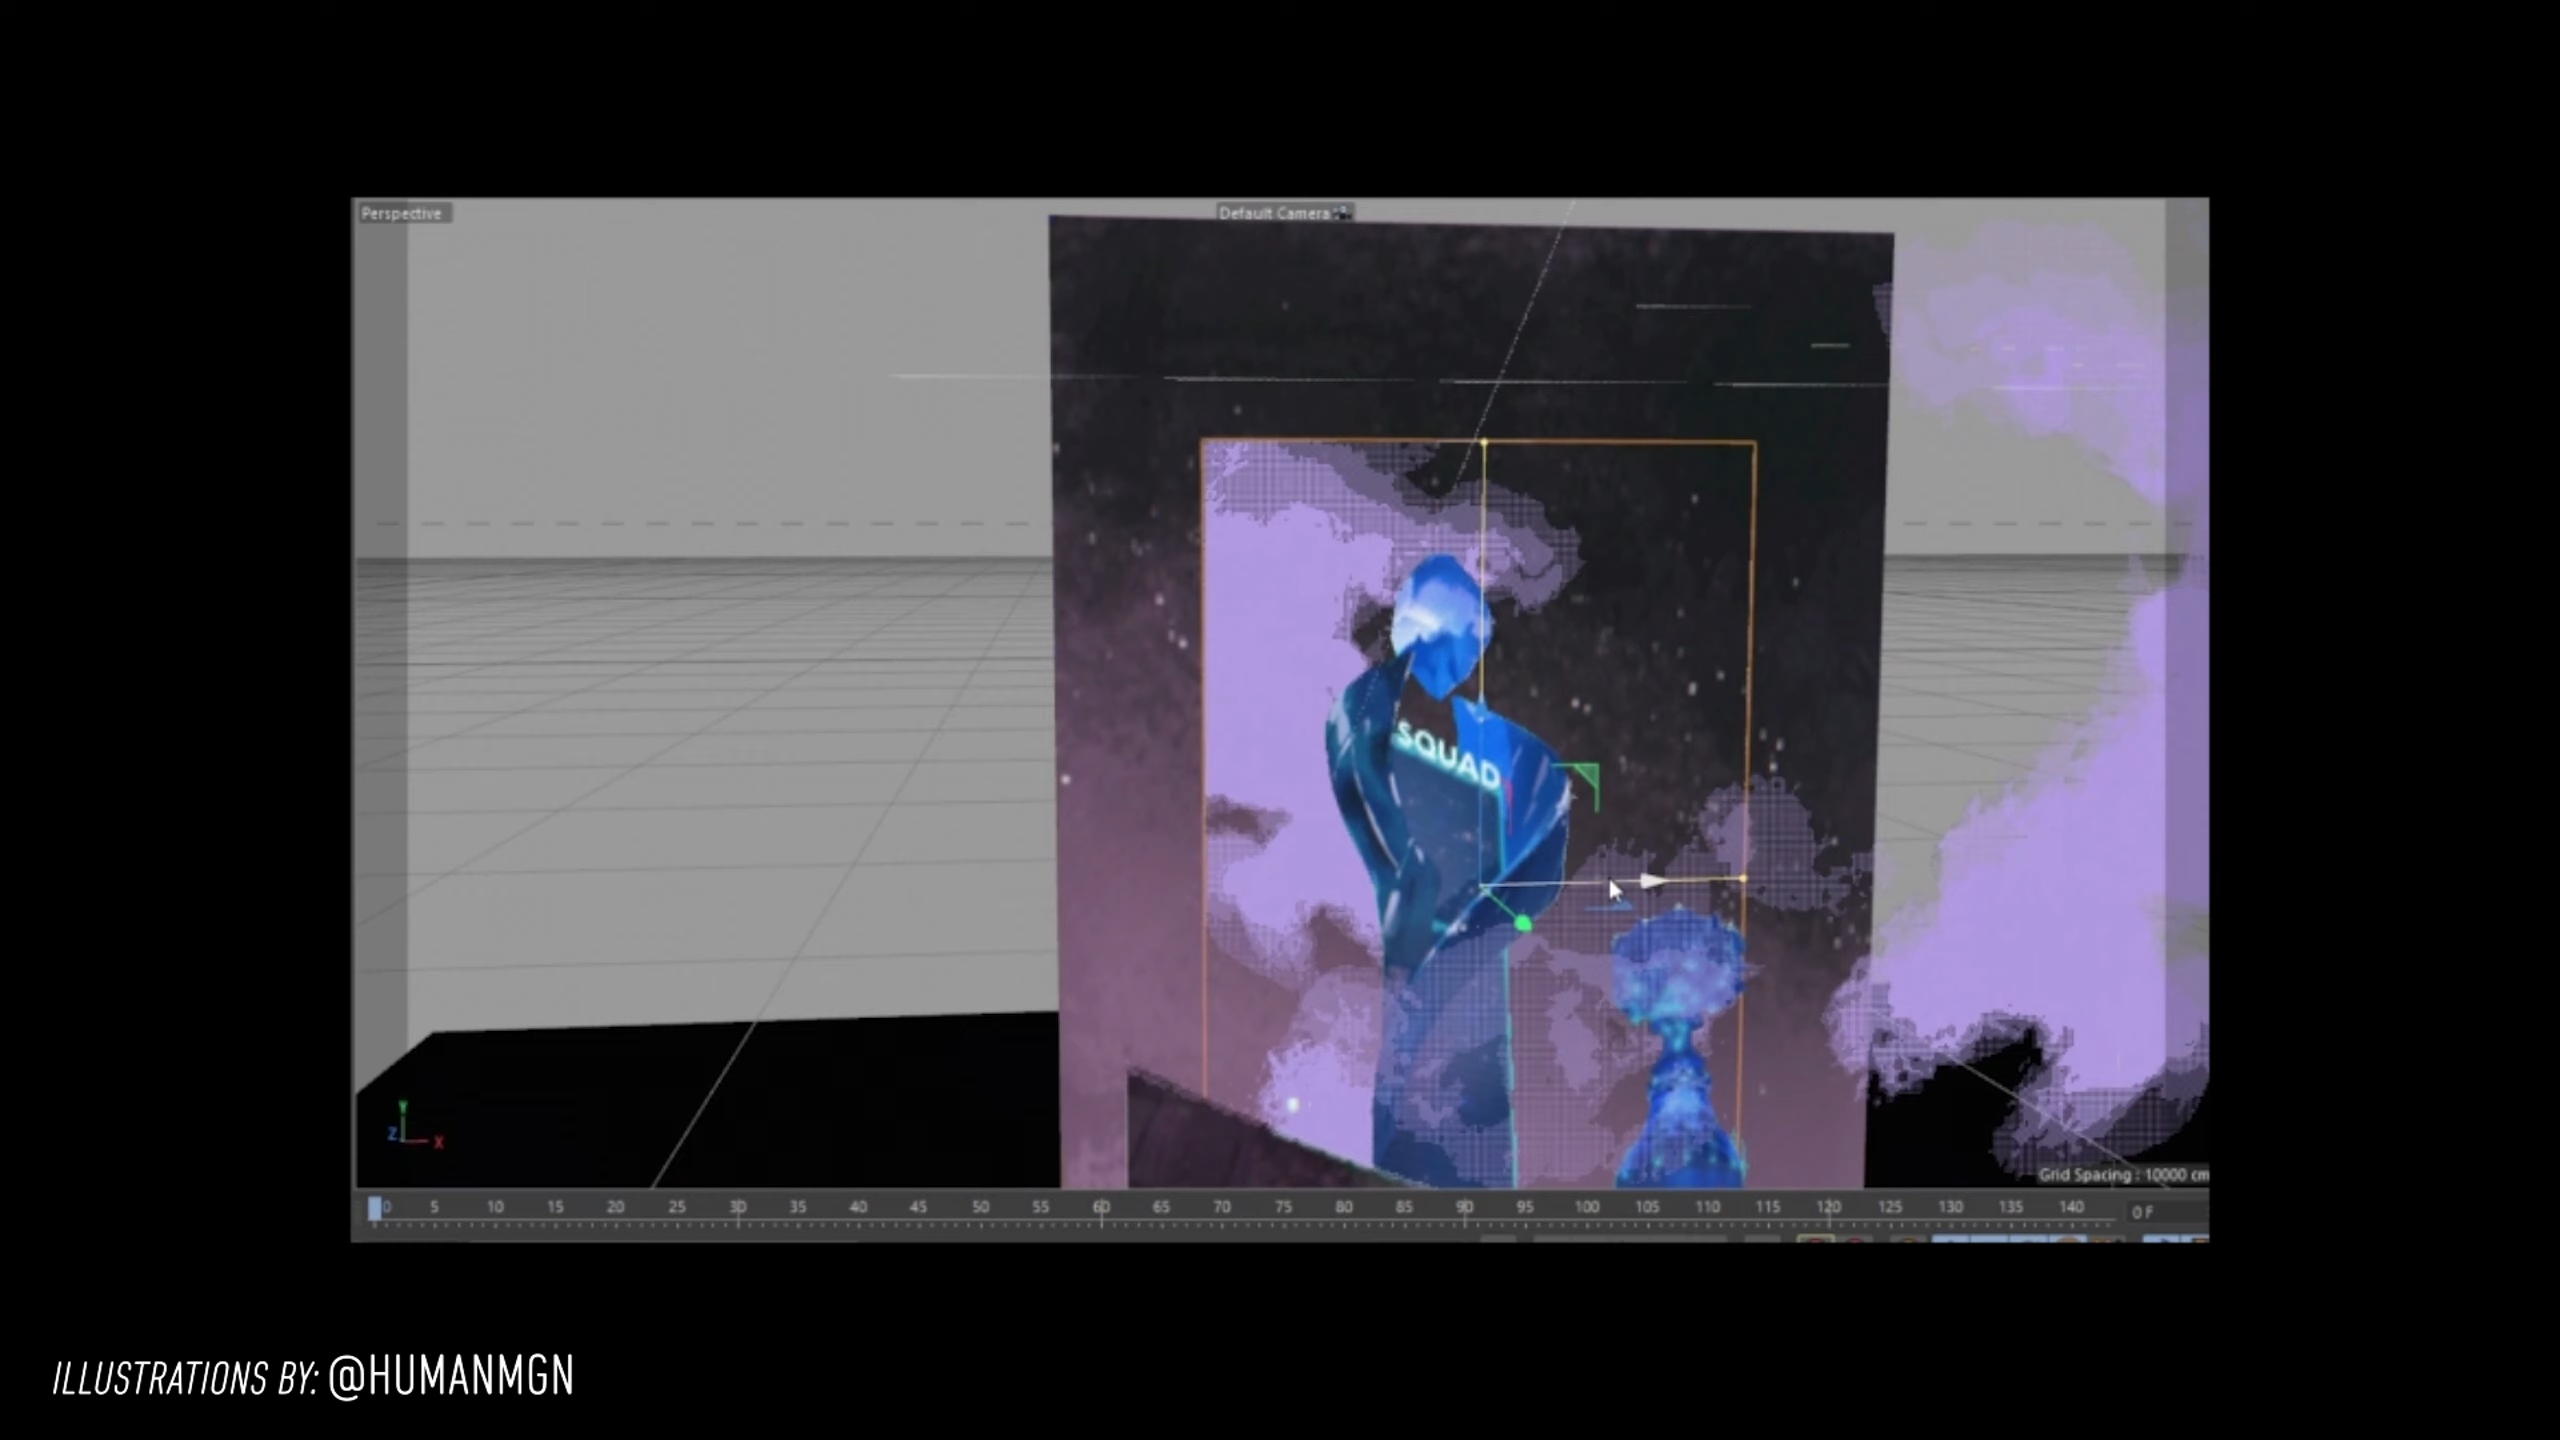 Perspective
Default Camera
SQUAD
Y
Z X
Grid Spacing : 10000 cm
0 5 10 15 20 25 30 35 40 45 50 55 60 65 70 75 80 85 90 95 100 105 110 115 120 125 130 135 140 0 F
ILLUSTRATIONS BY: @HUMANMGN